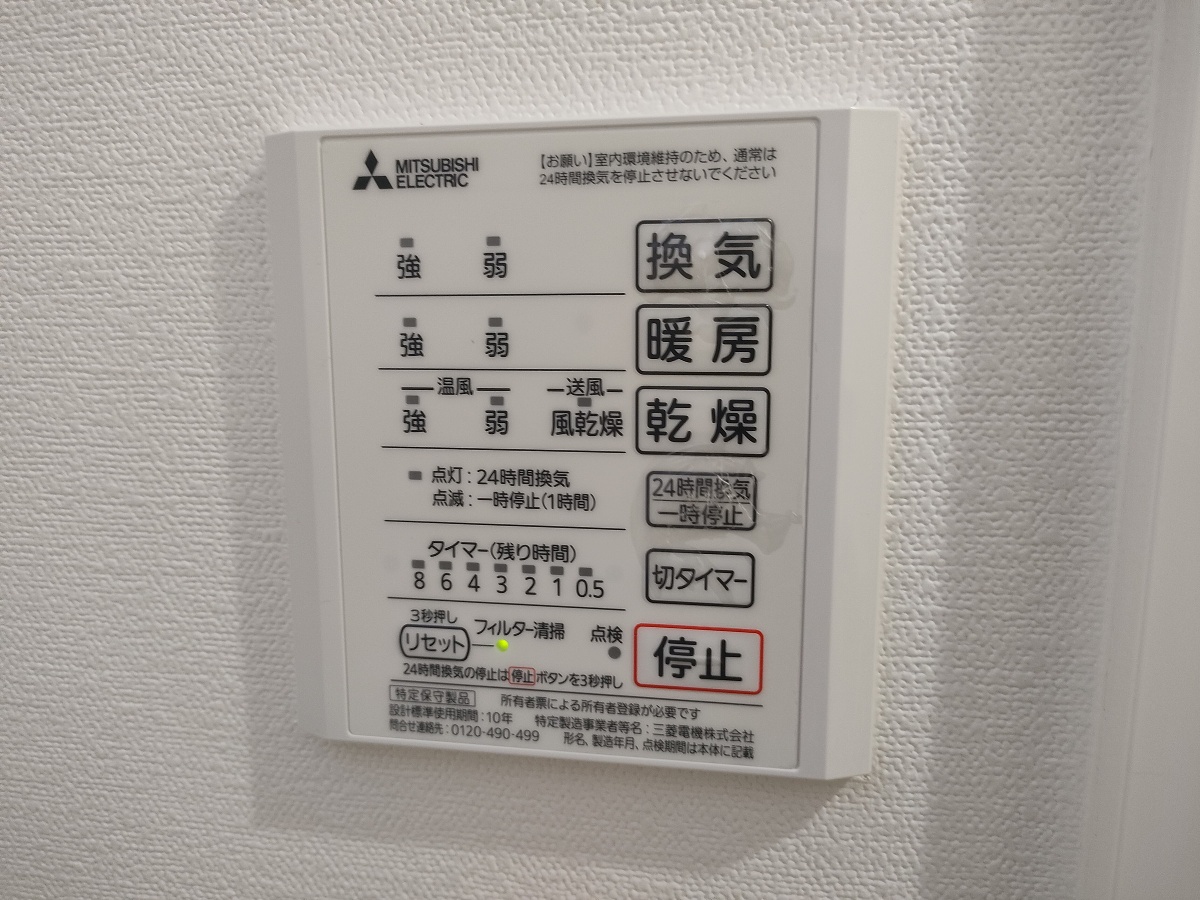 MITSUBISHI
ELECTRIC
【お願い】室内環境維持のため、通常は
24時間換気を停止させないでください
強 弱 換気
強 弱 暖房
温風 送風
強 弱 風乾燥 乾燥
点灯:24時間換気
点滅:一時停止(1時間)
24時間換気
一時停止
タイマー(残り時間)
8 6 4 3 2 1 0.5
切タイマー
3秒押し
リセット フィルター清掃 点検
停止
24時間換気の停止は停止ボタンを3秒押し
特定保守製品 所有者票による所有者登録が必要です
設計標準使用期間:10年 特定製造事業者等名:三菱電機株式会社
問合せ連絡先:0120-490-499 形名、製造年月、点検期間は本体に記載